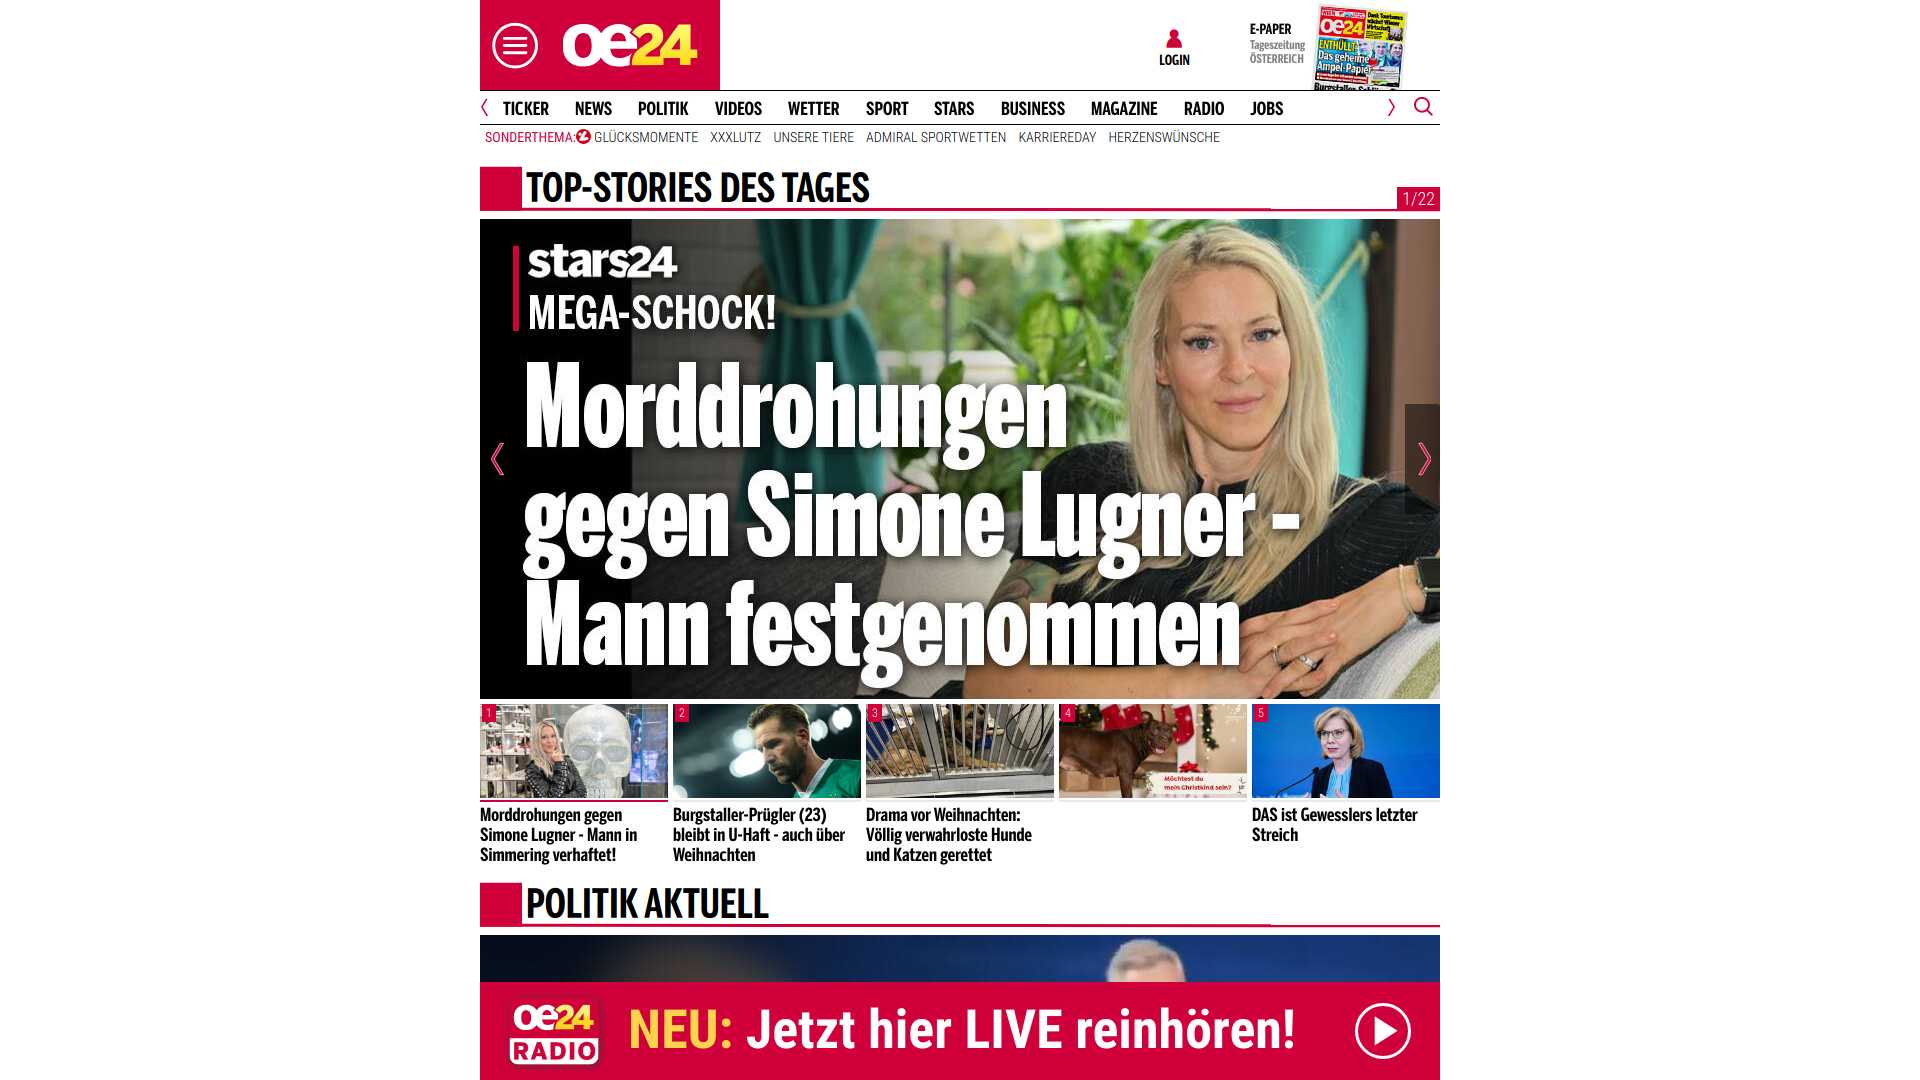 oe24
LOGIN
E-PAPER
Tageszeitung
ÖSTERREICH
oe24
ENTHÜLLT
Das geheime
Ampel-Papier
TICKER NEWS POLITIK VIDEOS WETTER SPORT STARS BUSINESS MAGAZINE RADIO JOBS
SONDERTHEMA: GLÜCKSMOMENTE XXXLUTZ UNSERE TIERE ADMIRAL SPORTWETTEN KARRIEREDAY HERZENSWÜNSCHE
TOP-STORIES DES TAGES
1/22
stars24
MEGA-SCHOCK!
Morddrohungen
gegen Simone Lugner -
Mann festgenommen
1
2
3
4
5
Möchtest du
mein Christkind sein?
Morddrohungen gegen
Simone Lugner - Mann in
Simmering verhaftet!
Burgstaller-Prügler (23)
bleibt in U-Haft - auch über
Weihnachten
Drama vor Weihnachten:
Völlig verwahrloste Hunde
und Katzen gerettet
DAS ist Gewesslers letzter
Streich
POLITIK AKTUELL
oe24
RADIO
NEU: Jetzt hier LIVE reinhören!